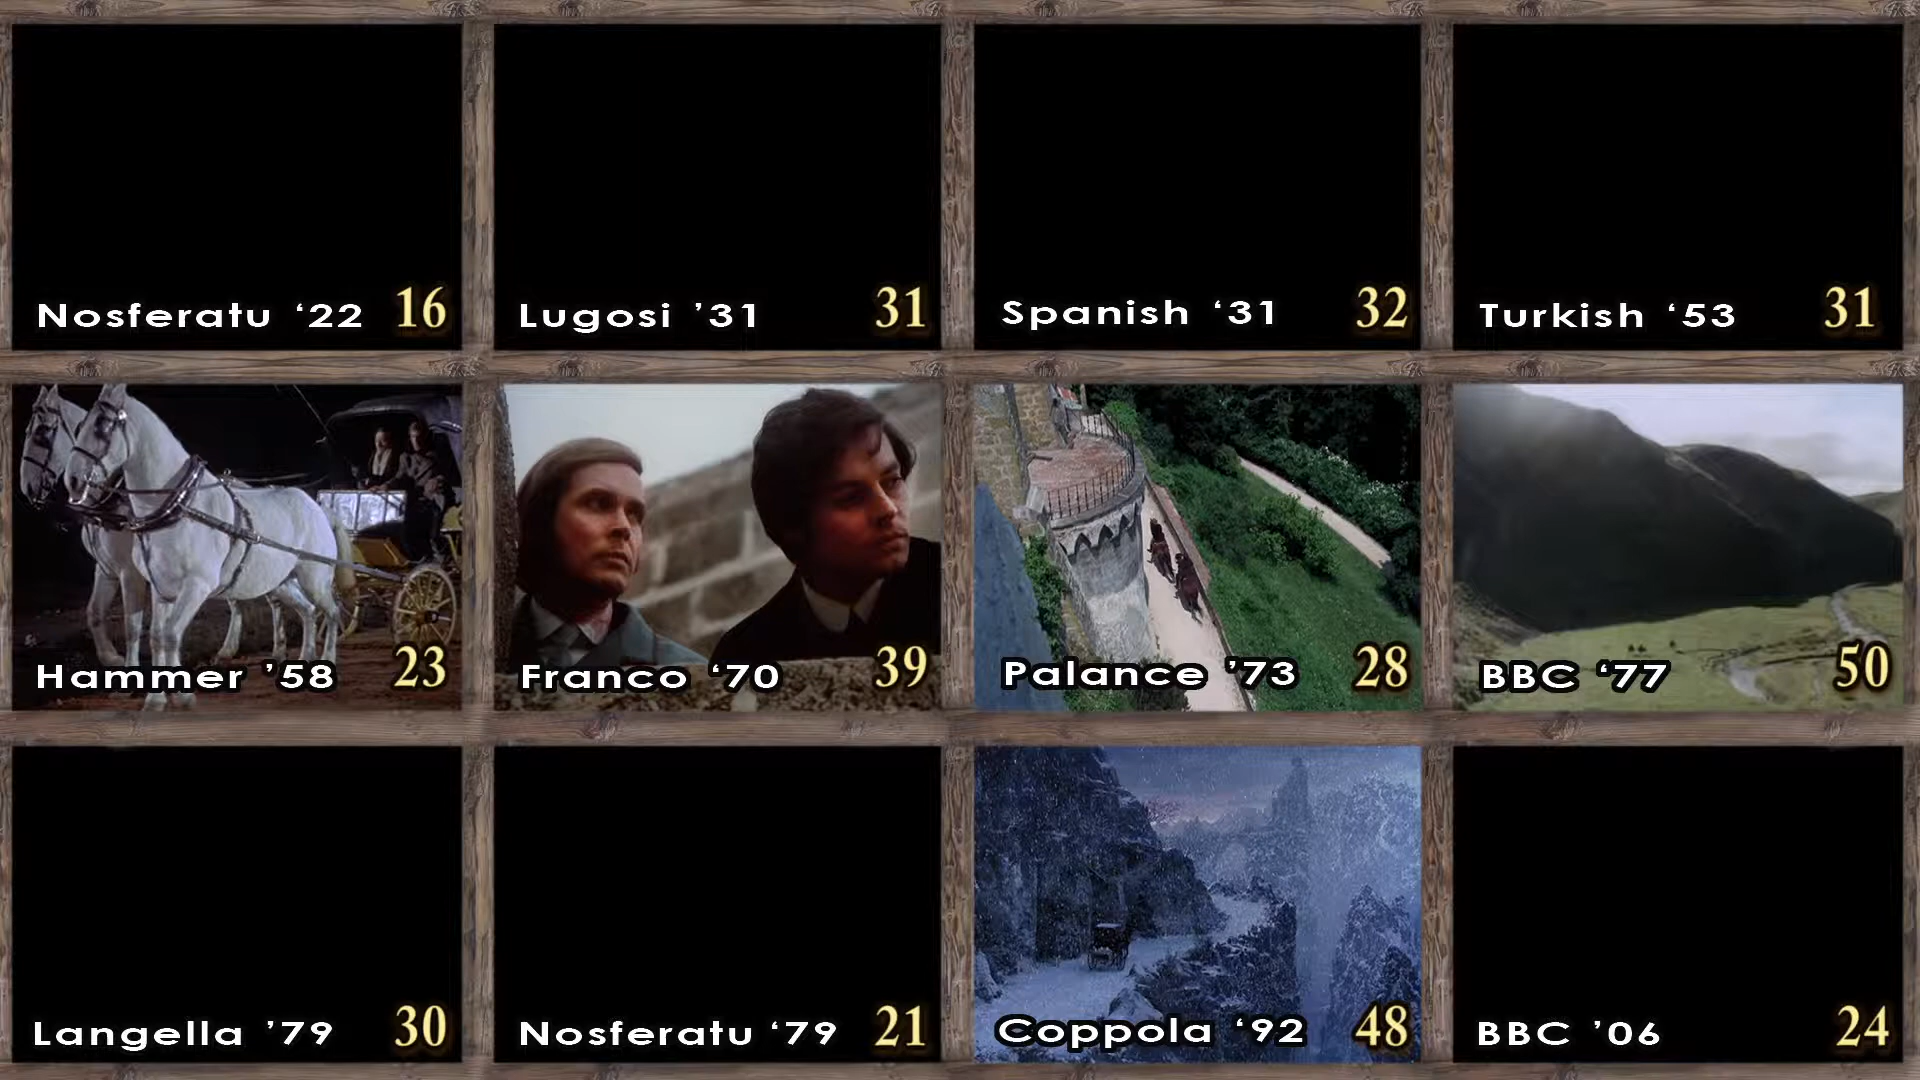 Nosferatu ‘22 16
Lugosi ’31 31
Spanish ‘31 32
Turkish ‘53 31
Hammer ’58 23
Franco ‘70 39
Palance ’73 28
BBC ‘77 50
Langella ’79 30
Nosferatu ‘79 21
Coppola ‘92 48
BBC ’06 24